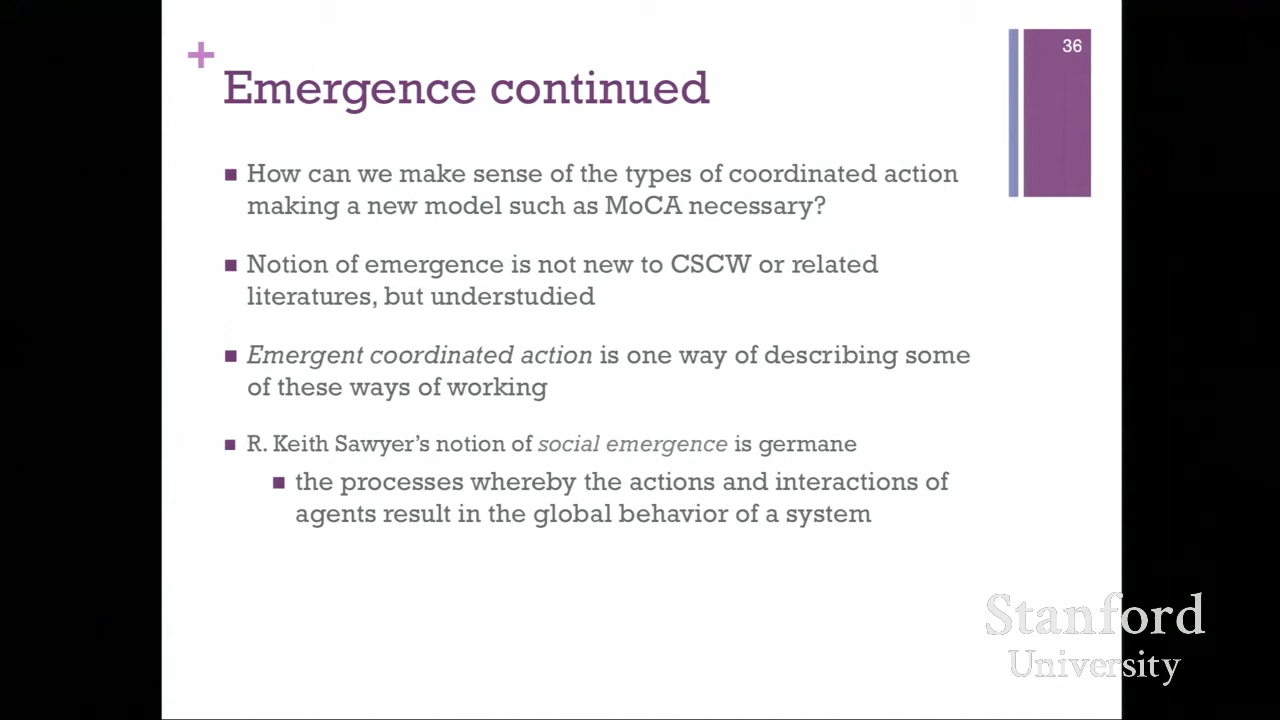 36
+
Emergence continued
■ How can we make sense of the types of coordinated action
making a new model such as MoCA necessary?
■ Notion of emergence is not new to CSCW or related
literatures, but understudied
■ Emergent coordinated action is one way of describing some
of these ways of working
■ R. Keith Sawyer's notion of social emergence is germane
■ the processes whereby the actions and interactions of
agents result in the global behavior of a system
Stanford
University